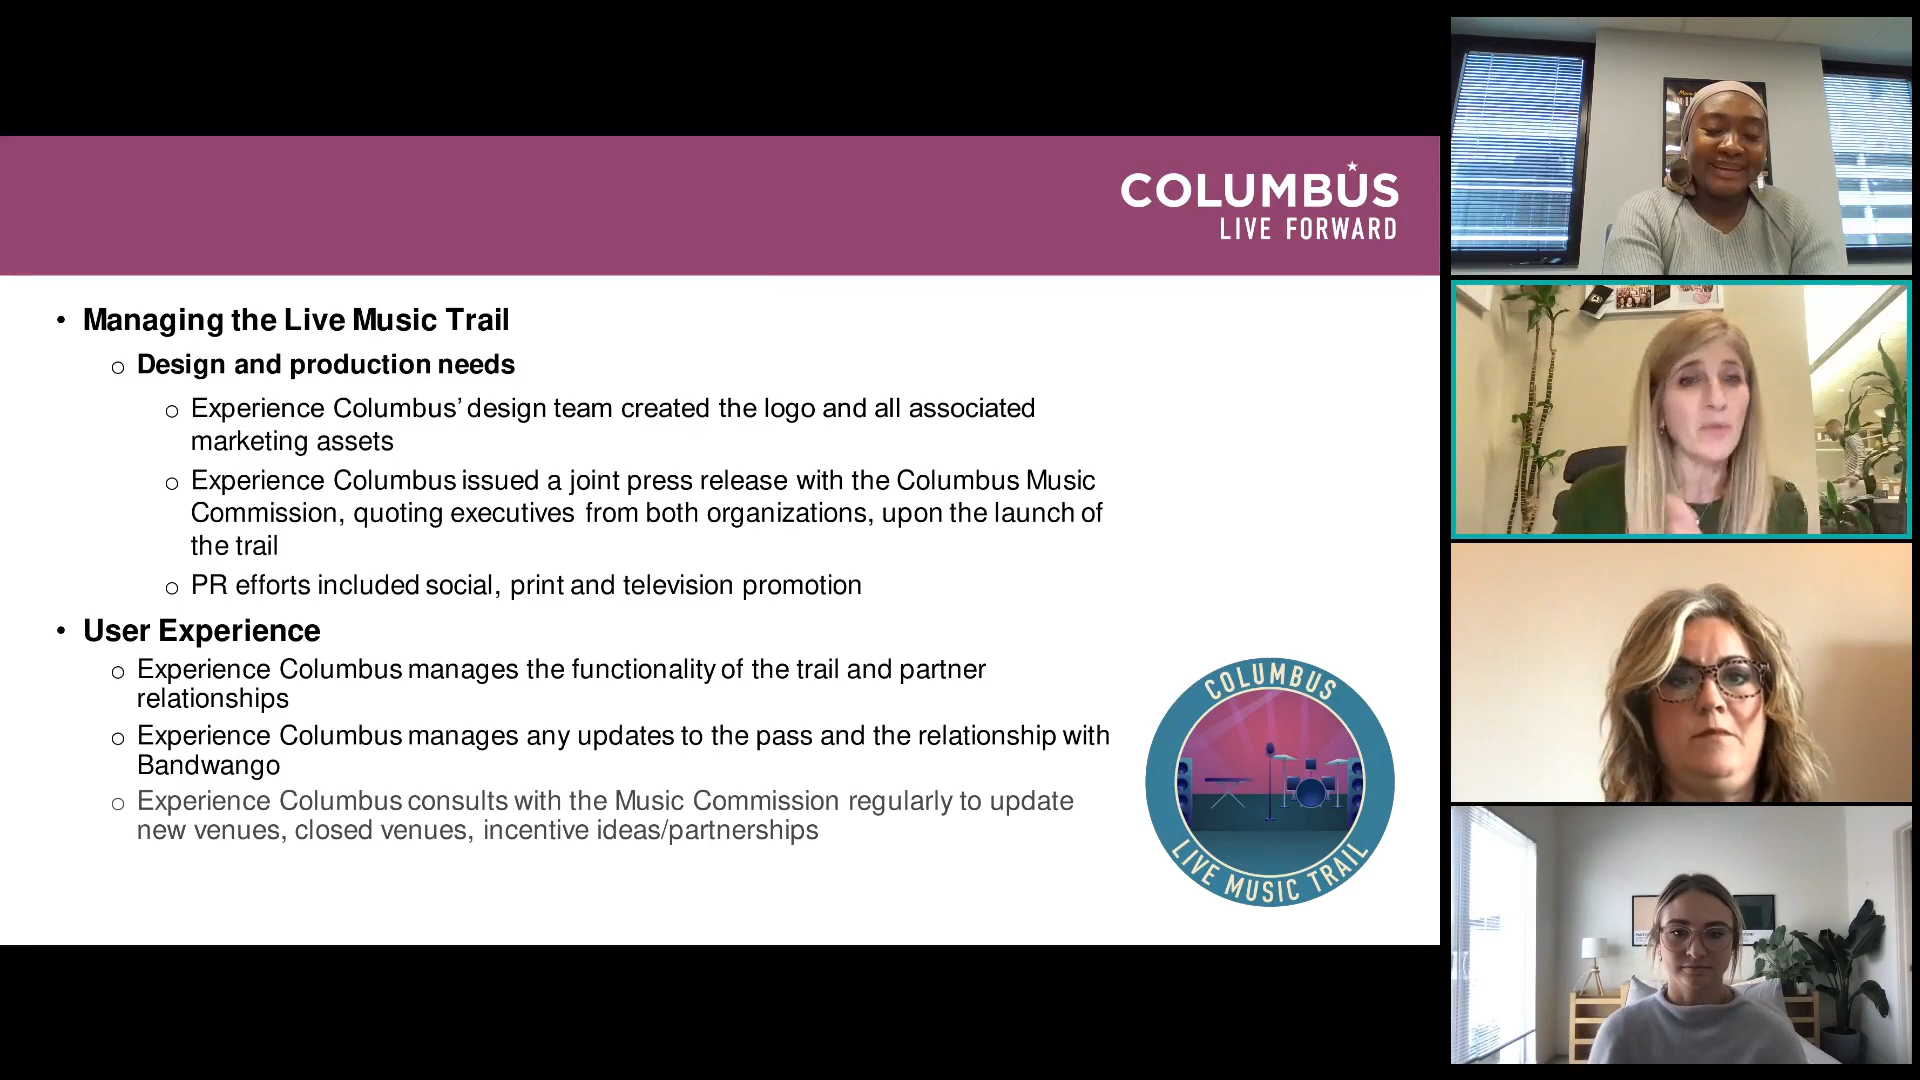 COLUMBUS
LIVE FORWARD
• Managing the Live Music Trail
o Design and production needs
o Experience Columbus’ design team created the logo and all associated
marketing assets
o Experience Columbus issued a joint press release with the Columbus Music
Commission, quoting executives from both organizations, upon the launch of
the trail
o PR efforts included social, print and television promotion
• User Experience
o Experience Columbus manages the functionality of the trail and partner
relationships
o Experience Columbus manages any updates to the pass and the relationship with
Bandwango
o Experience Columbus consults with the Music Commission regularly to update
new venues, closed venues, incentive ideas/partnerships
COLUMBUS
LIVE MUSIC TRAIL